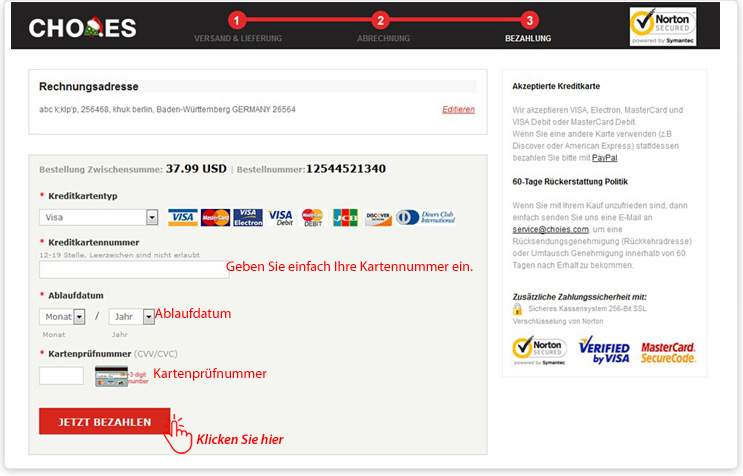 CHOIES
1
2
3
VERSAND & LIEFERUNG
ABRECHNUNG
BEZAHLUNG
Norton
SECURED
powered by Symantec
Rechnungsadresse
abc k;klp'p, 256468, khuk berlin, Baden-Württemberg GERMANY 26564
Editieren
Bestellung Zwischensumme: 37.99 USD | Bestellnummer:12544521340
* Kreditkartentyp
Visa
VISA
MasterCard
VISA
Electron
VISA
Debit
MasterCard
DEBIT
JCB
DISCOVER
Diners Club
International
* Kreditkartennummer
12-19 Stelle, Leerzeichen sind nicht erlaubt
Geben Sie einfach Ihre Kartennummer ein.
* Ablaufdatum
Monat / Jahr
Ablaufdatum
Monat
Jahr
* Kartenprüfnummer (CVV/CVC)
3 digit
number
Kartenprüfnummer
JETZT BEZAHLEN
Klicken Sie hier
Akzeptierte Kreditkarte
Wir akzeptieren VISA, Electron, MasterCard und
VISA Debit oder MasterCard Debit.
Wenn Sie eine andere Karte verwenden (z.B
Discover oder American Express) stattdessen
bezahlen Sie bitte mit PayPal.
60-Tage Rückerstattung Politik
Wenn Sie mit Ihrem Kauf unzufrieden sind, dann
einfach senden Sie uns eine E-Mail an
service@choies.com, um eine
Rücksendungsgenehmigung (Rückkehradresse)
oder Umtausch Genehmigung innerhalb von 60
Tagen nach Erhalt zu bekommen.
Zusätzliche Zahlungssicherheit mit:
Sicheres Kassensystem 256-Bit SSL
Verschlüsselung von Norton
Norton
SECURED
powered by Symantec
VERIFIED
by VISA
MasterCard.
SecureCode.